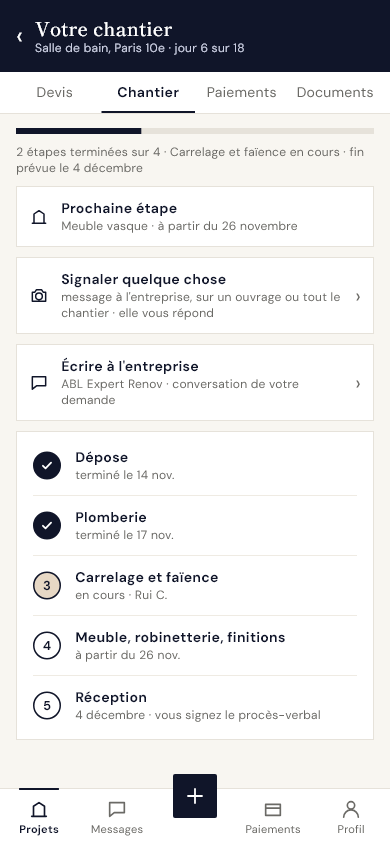 Votre chantier
Salle de bain, Paris 10e · jour 6 sur 18
Devis
Chantier
Paiements
Documents
2 étapes terminées sur 4 · Carrelage et faïence en cours · fin
prévue le 4 décembre
Prochaine étape
Meuble vasque · à partir du 26 novembre
Signaler quelque chose
message à l'entreprise, sur un ouvrage ou tout le
chantier · elle vous répond
Écrire à l'entreprise
ABL Expert Renov · conversation de votre
demande
Dépose
terminé le 14 nov.
Plomberie
terminé le 17 nov.
3
Carrelage et faïence
en cours · Rui C.
4
Meuble, robinetterie, finitions
à partir du 26 nov.
5
Réception
4 décembre · vous signez le procès-verbal
Projets
Messages
Paiements
Profil